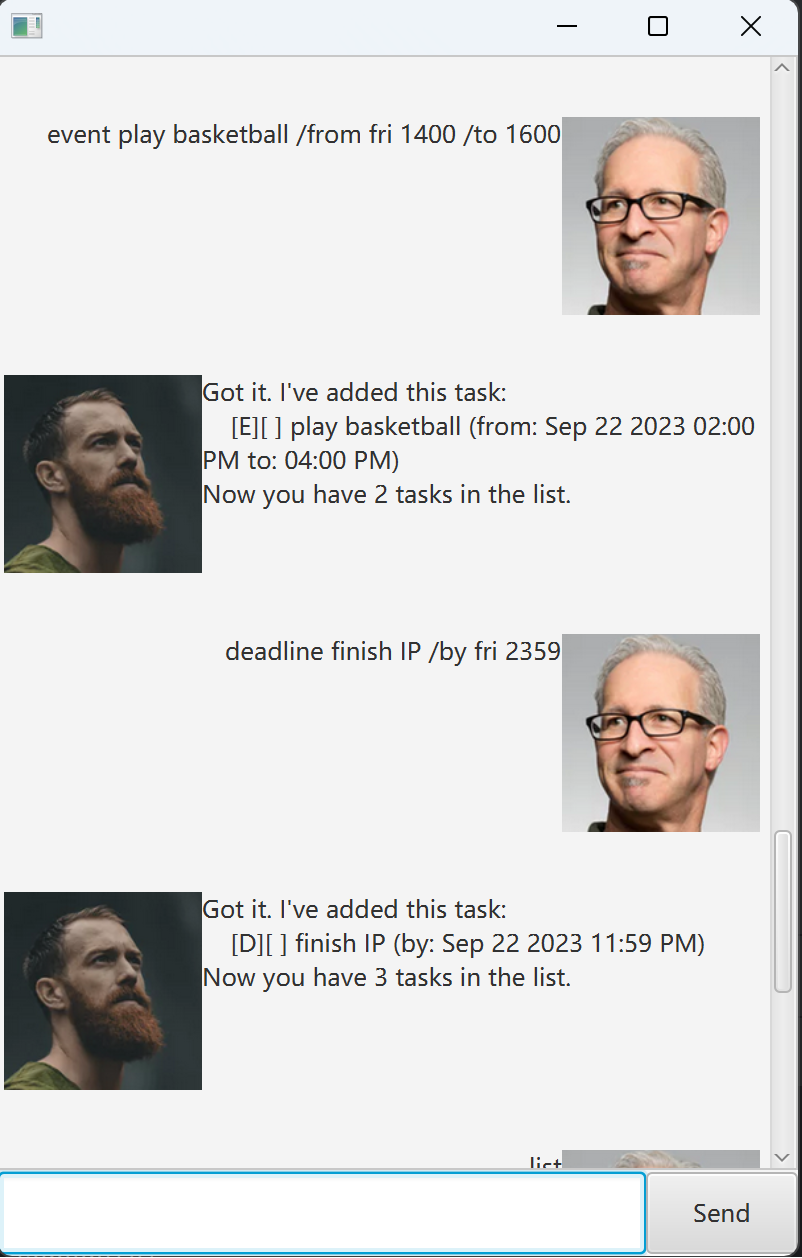 event play basketball /from fri 1400 /to 1600
Got it. I've added this task:
[E][ ] play basketball (from: Sep 22 2023 02:00
PM to: 04:00 PM)
Now you have 2 tasks in the list.
deadline finish IP /by fri 2359
Got it. I've added this task:
[D][ ] finish IP (by: Sep 22 2023 11:59 PM)
Now you have 3 tasks in the list.
list
Send